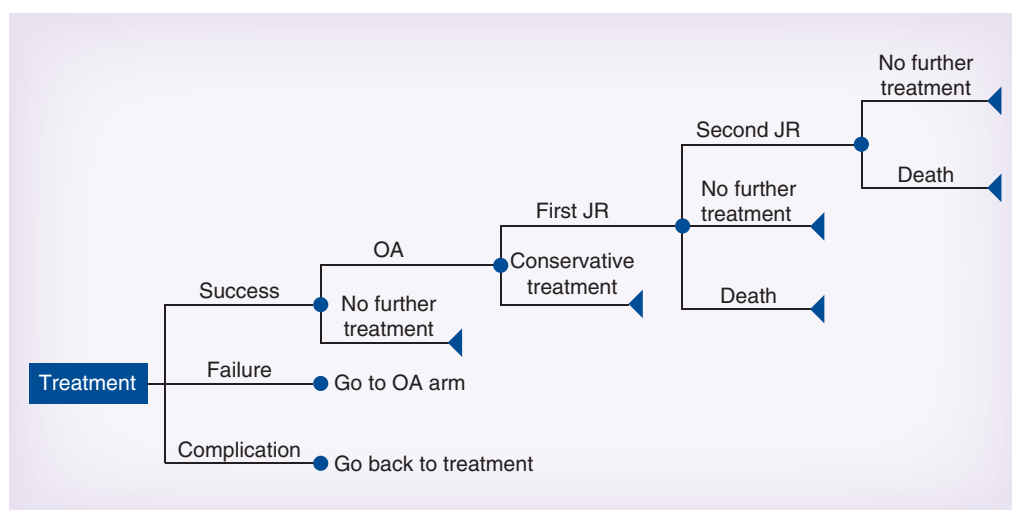 No further
treatment
Second JR
Death
No further
treatment
First JR
OA
Conservative
treatment
Death
Success
No further
treatment
Failure
Treatment
Go to OA arm
Complication
Go back to treatment